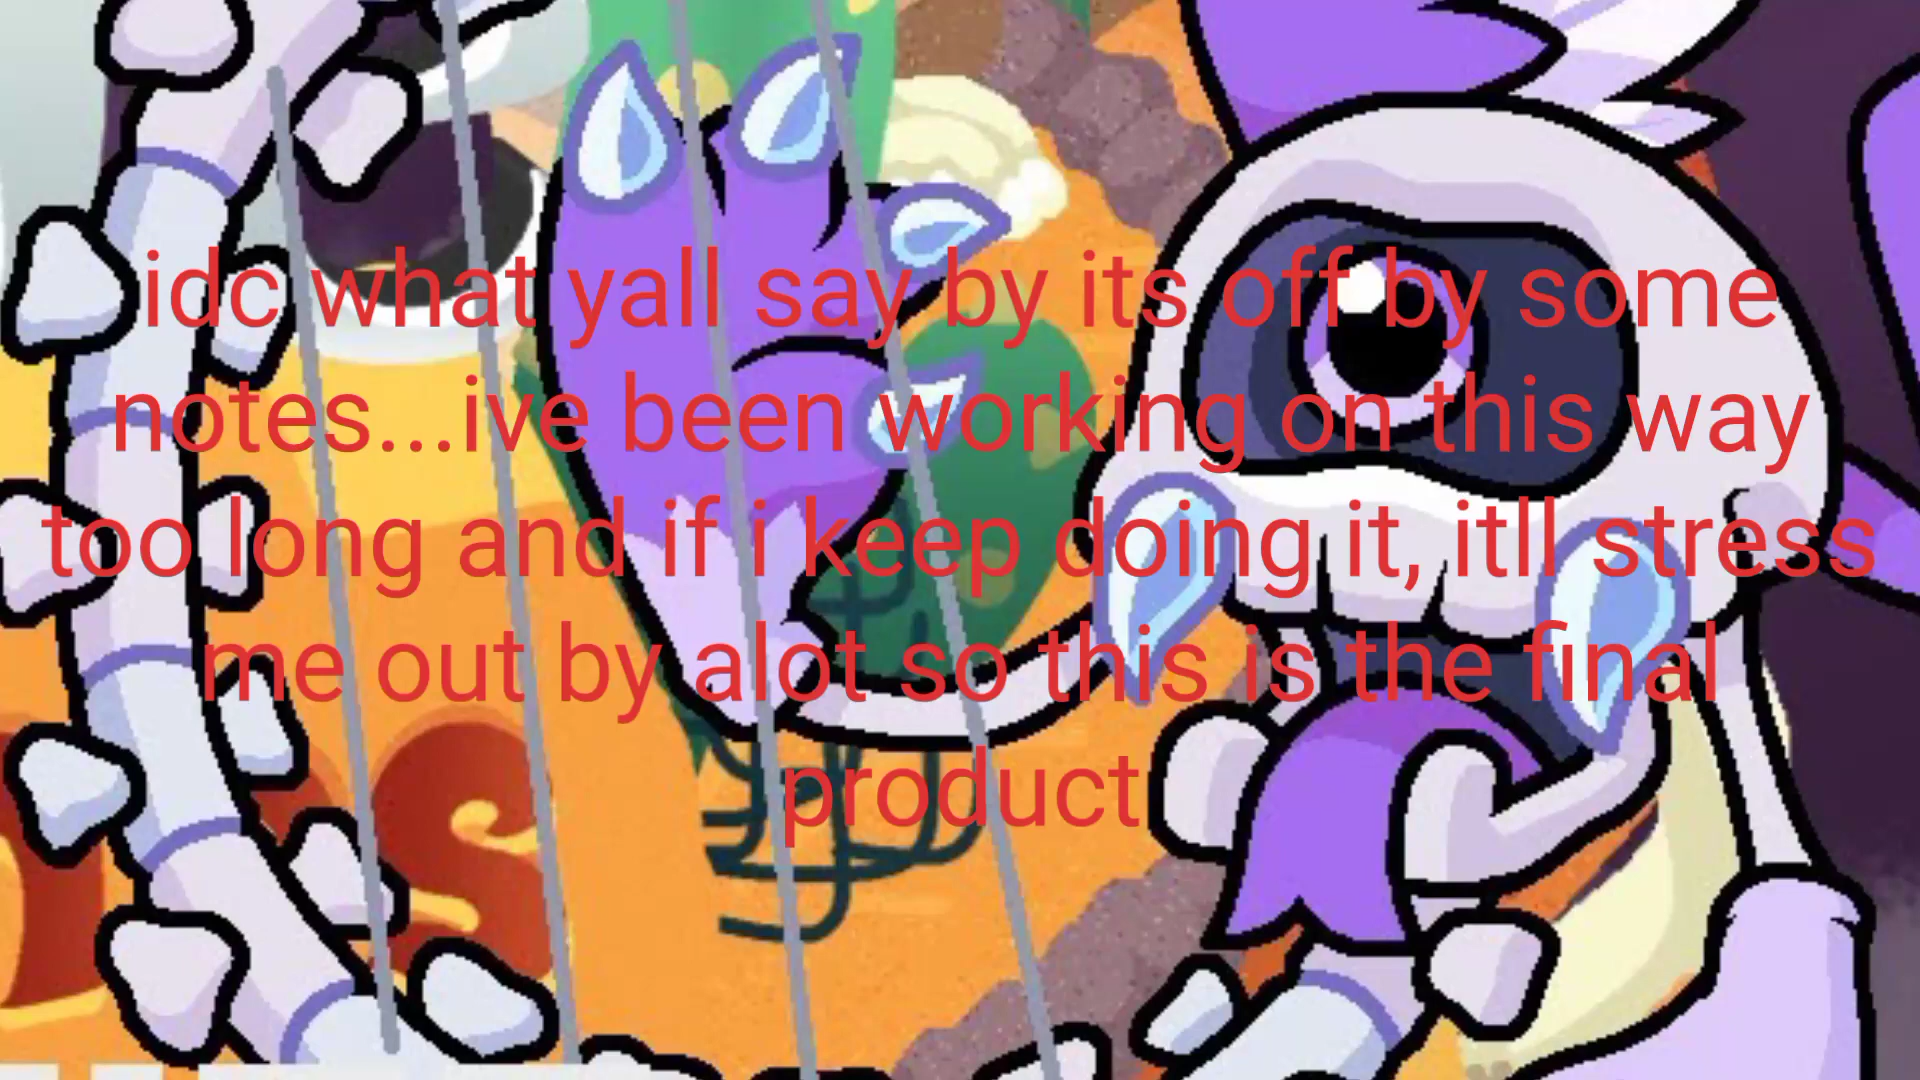 idc what yall say by its off by some
notes...ive been working on this way
too long and if i keep doing it, itll stress
me out by alot so this is the final
product